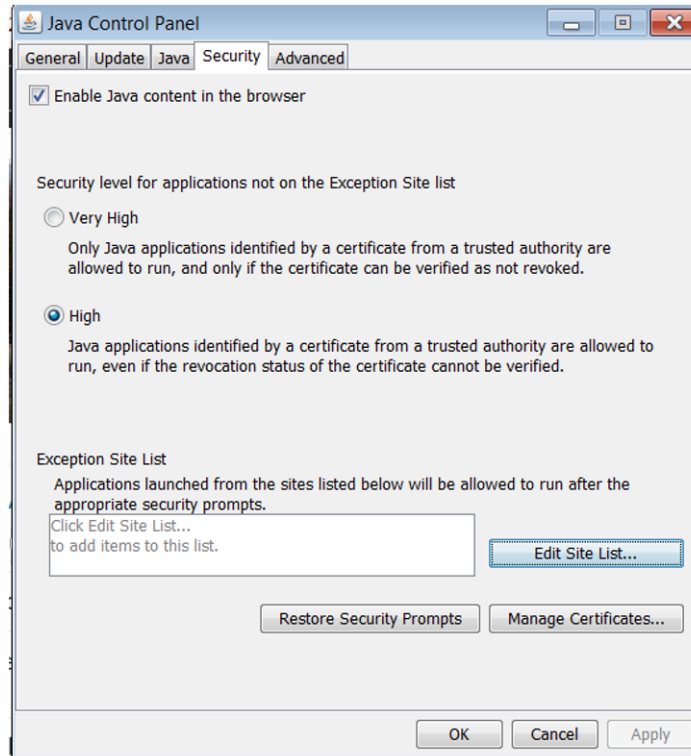 Java Control Panel
General Update Java Security Advanced
Enable Java content in the browser
Security level for applications not on the Exception Site list
Very High
Only Java applications identified by a certificate from a trusted authority are
allowed to run, and only if the certificate can be verified as not revoked.
High
Java applications identified by a certificate from a trusted authority are allowed to
run, even if the revocation status of the certificate cannot be verified.
Exception Site List
Applications launched from the sites listed below will be allowed to run after the
appropriate security prompts.
Click Edit Site List...
to add items to this list.
Edit Site List...
Restore Security Prompts Manage Certificates...
OK Cancel Apply